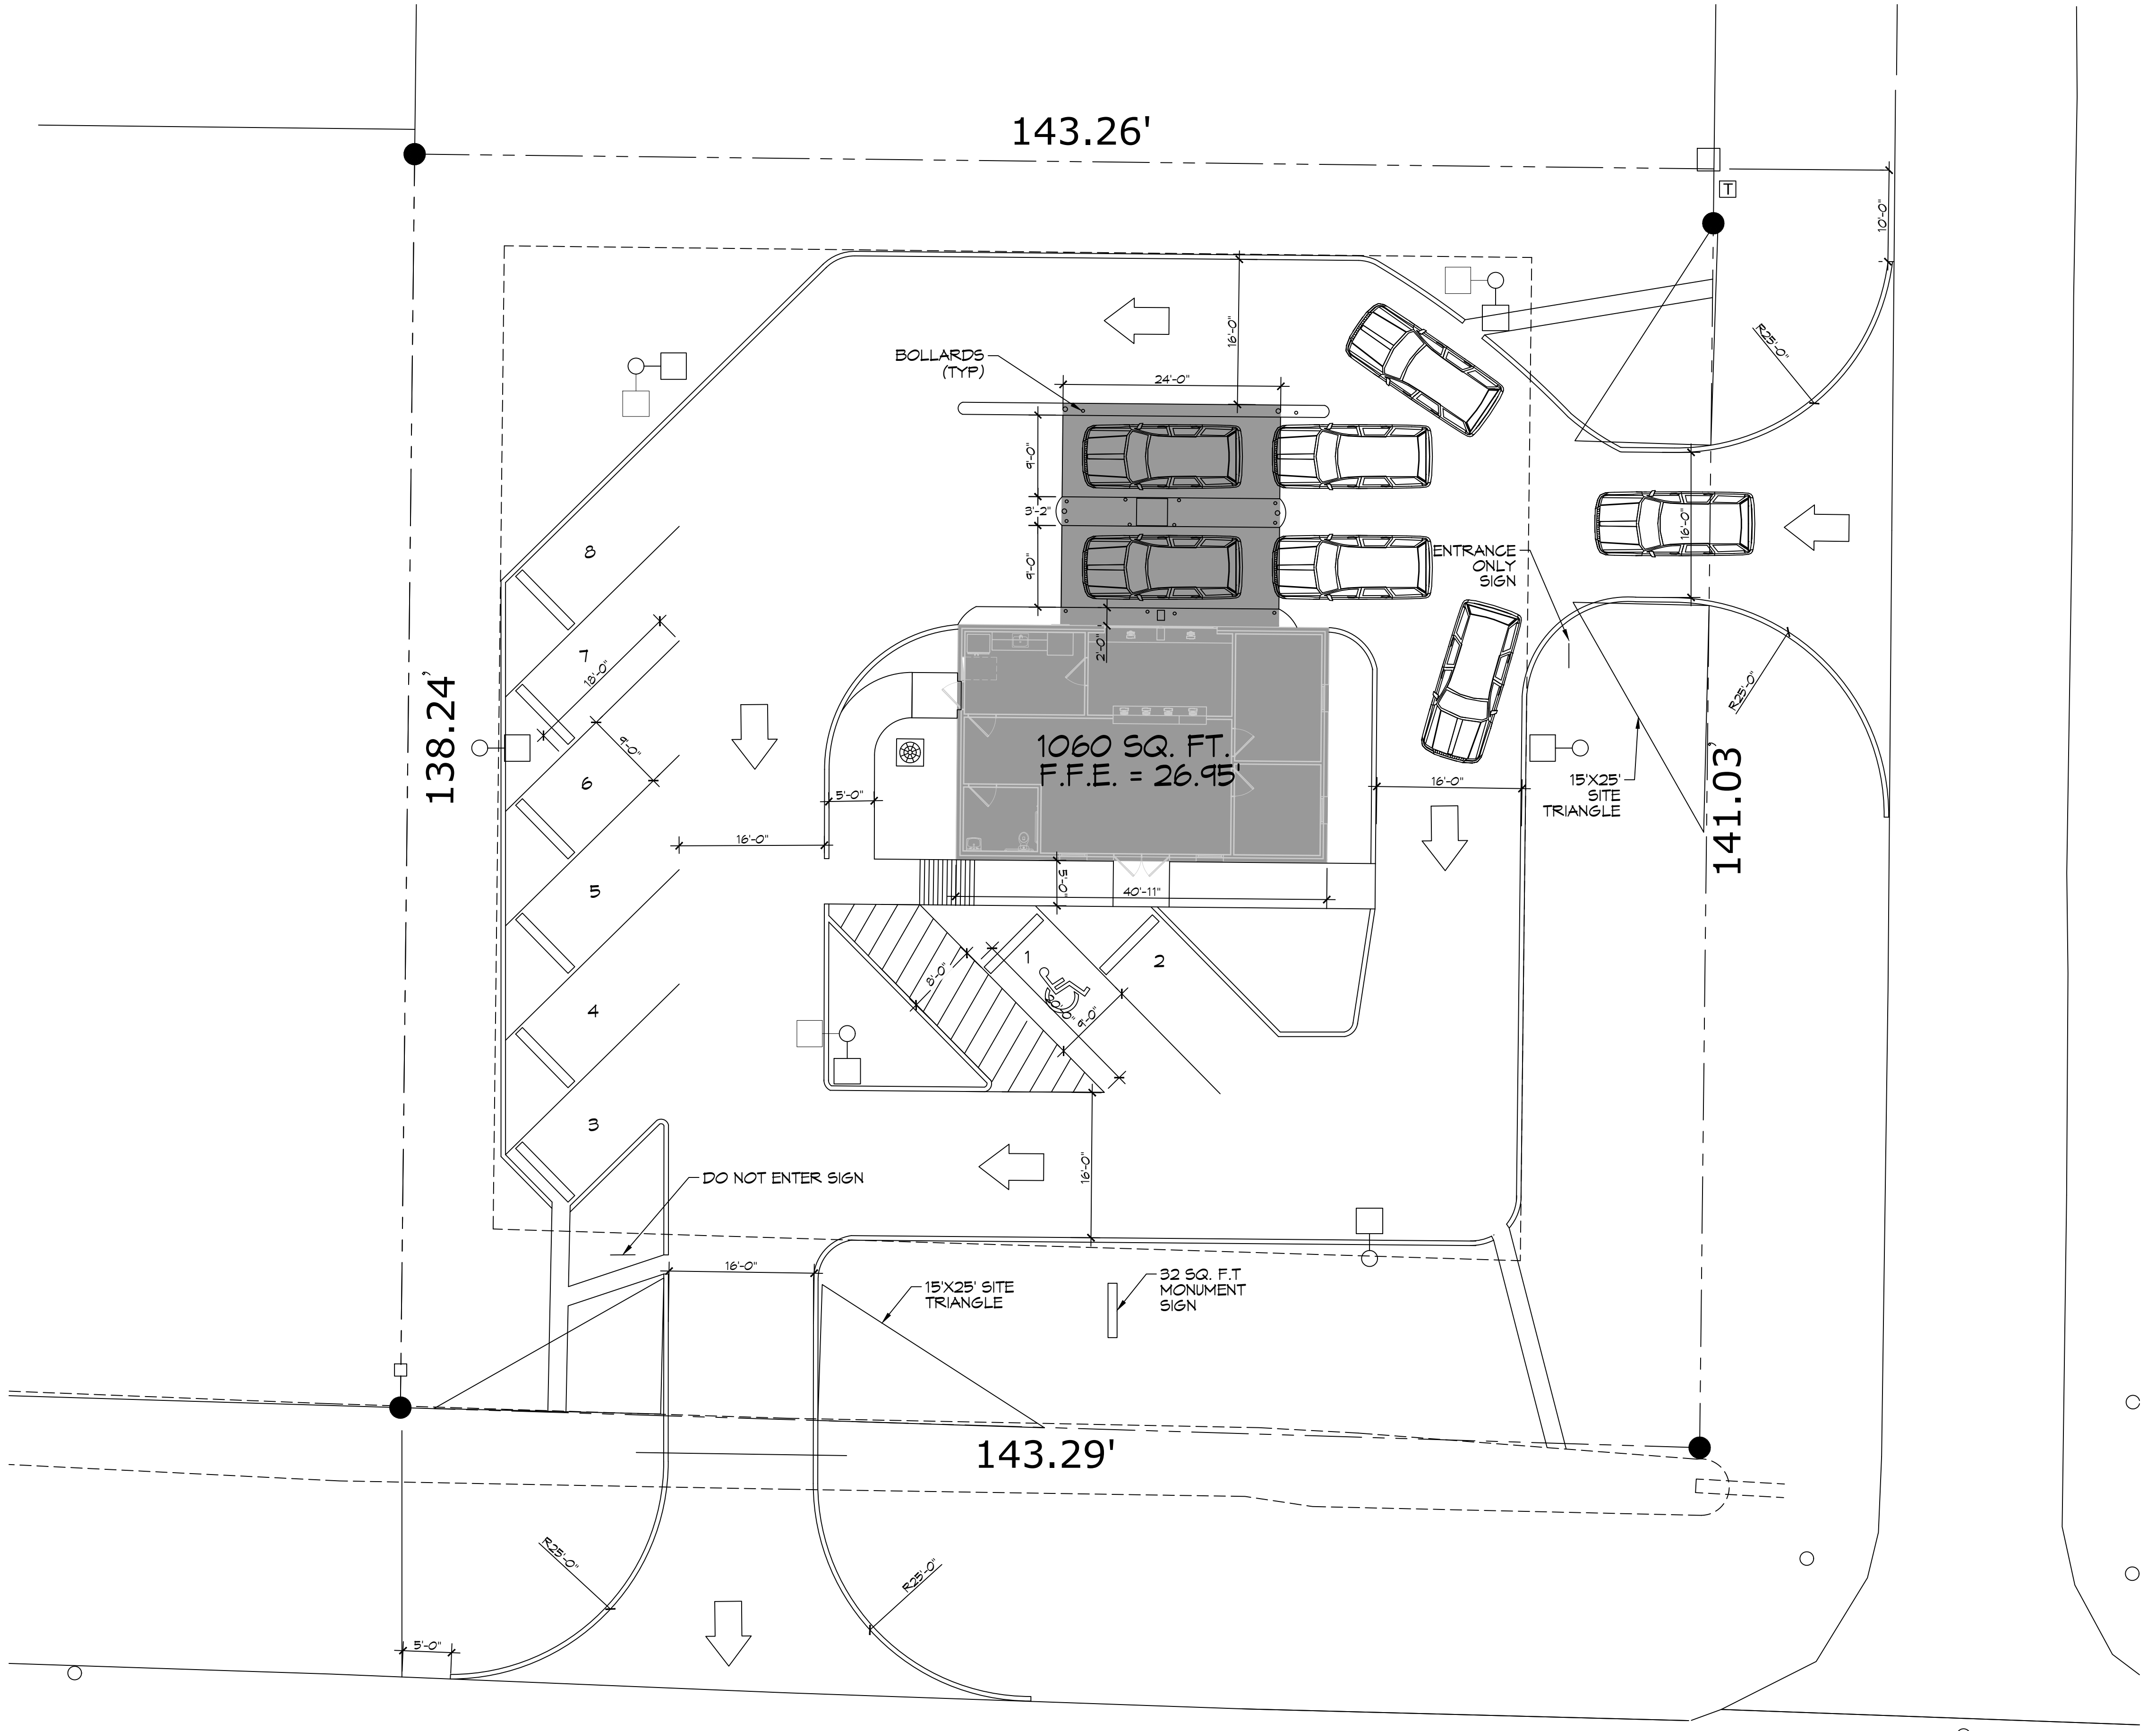 143.26'
T
10'-0"
R25'-0"
16'-0"
BOLLARDS
(TYP)
24'-0"
9'-0"
3'-2"
9'-0"
16'-0"
ENTRANCE
ONLY
SIGN
8
7
18'-0"
2'-0"
R25'-0"
138.24'
9'-0"
6
1060 SQ. FT.
F.F.E. = 26.95'
5'-0"
16'-0"
15'X25'
SITE
TRIANGLE
141.03'
16'-0"
5
5'-0"
40'-11"
8'-0"
1
2
9'-0"
4
3
DO NOT ENTER SIGN
16'-0"
16'-0"
15'X25' SITE
TRIANGLE
32 SQ. F.T
MONUMENT
SIGN
143.29'
R25'-0"
R25'-0"
5'-0"